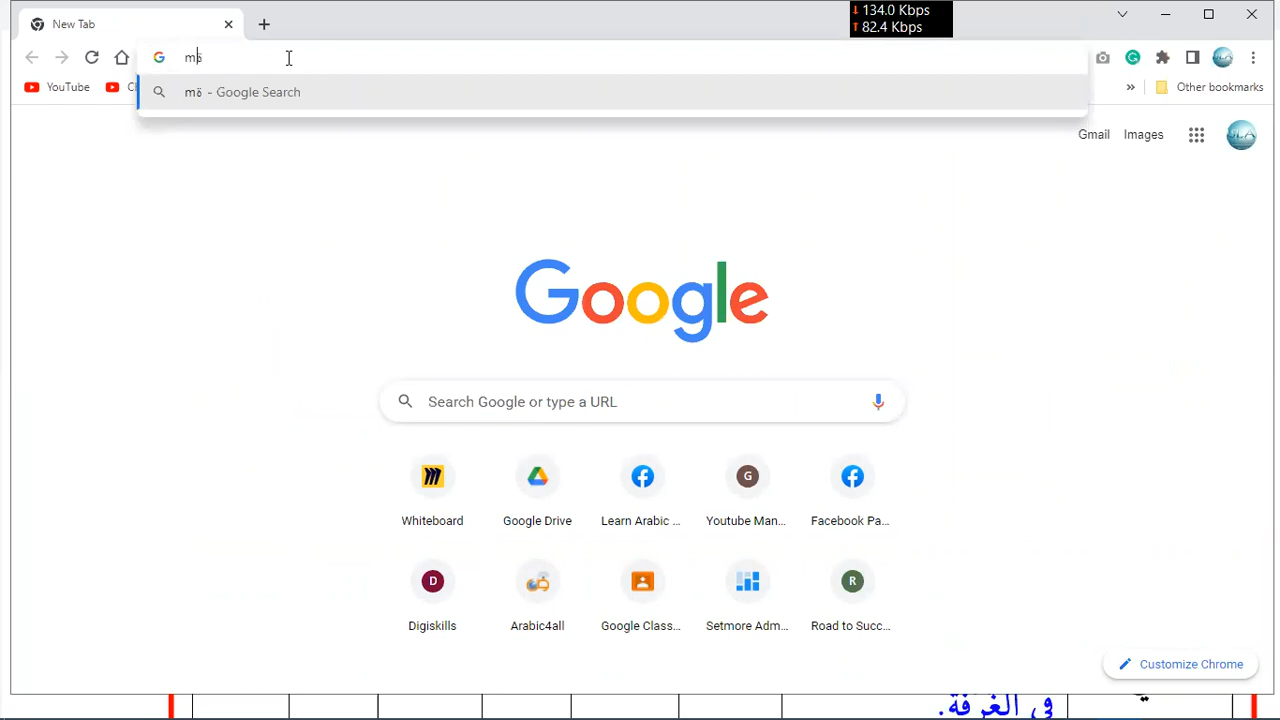 New Tab
134.0 Kbps
82.4 Kbps
YouTube
Other bookmarks
- Google Search
Gmail
Images
Google
Search Google or type a URL
Whiteboard
Google Drive
Learn Arabic ...
G
Youtube Man...
Facebook Pa...
D
Digiskills
Arabic4all
Google Class...
Setmore Adm...
R
Road to Succ...
Customize Chrome
في الغرفة.